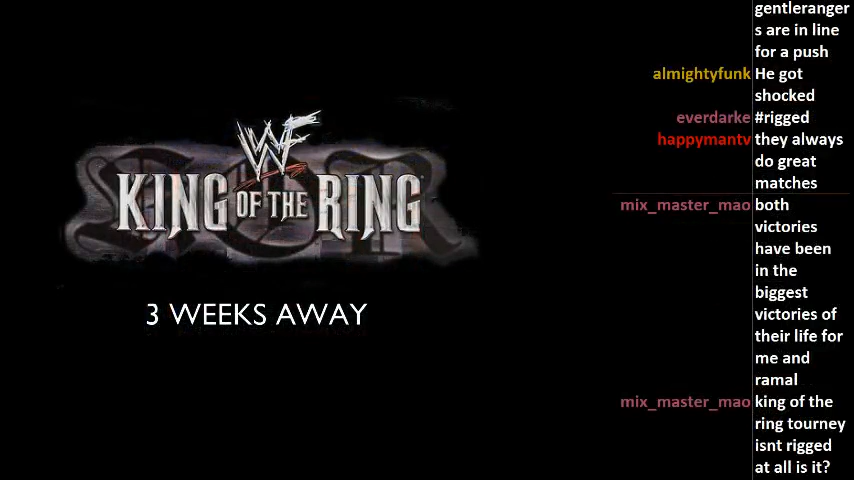 WF
KING OF THE RING
3 WEEKS AWAY
gentleranger
s are in line
for a push
almightyfunk He got
shocked
everdarke #rigged
happymantv they always
do great
matches
mix_master_mao both
victories
have been
in the
biggest
victories of
their life for
me and
ramal
mix_master_mao king of the
ring tourney
isnt rigged
at all is it?